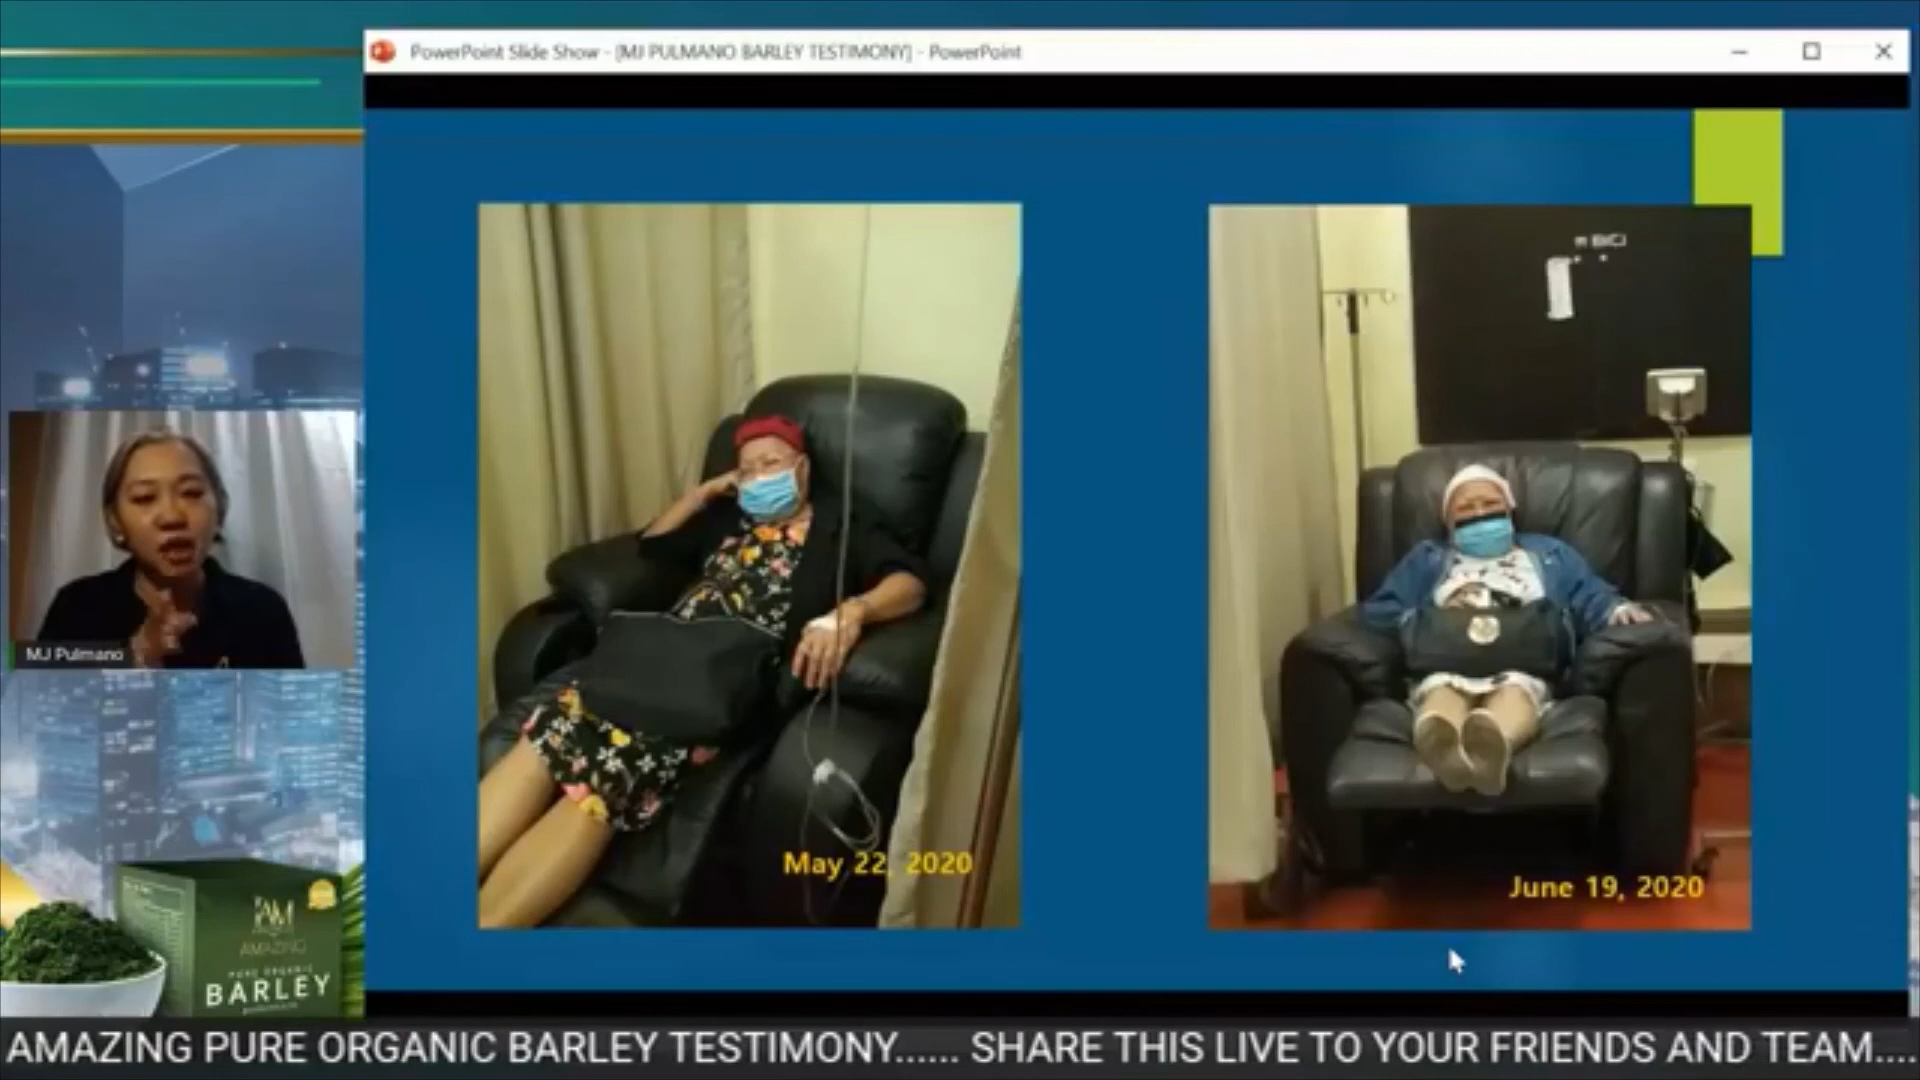 PowerPoint Slide Show - [MJ PULMANO BARLEY TESTIMONY] - PowerPoint
May 22, 2020
June 19, 2020
MJ Pulmano
IAM
AMAZING
PURE ORGANIC
BARLEY
AMAZING PURE ORGANIC BARLEY TESTIMONY...... SHARE THIS LIVE TO YOUR FRIENDS AND TEAM....